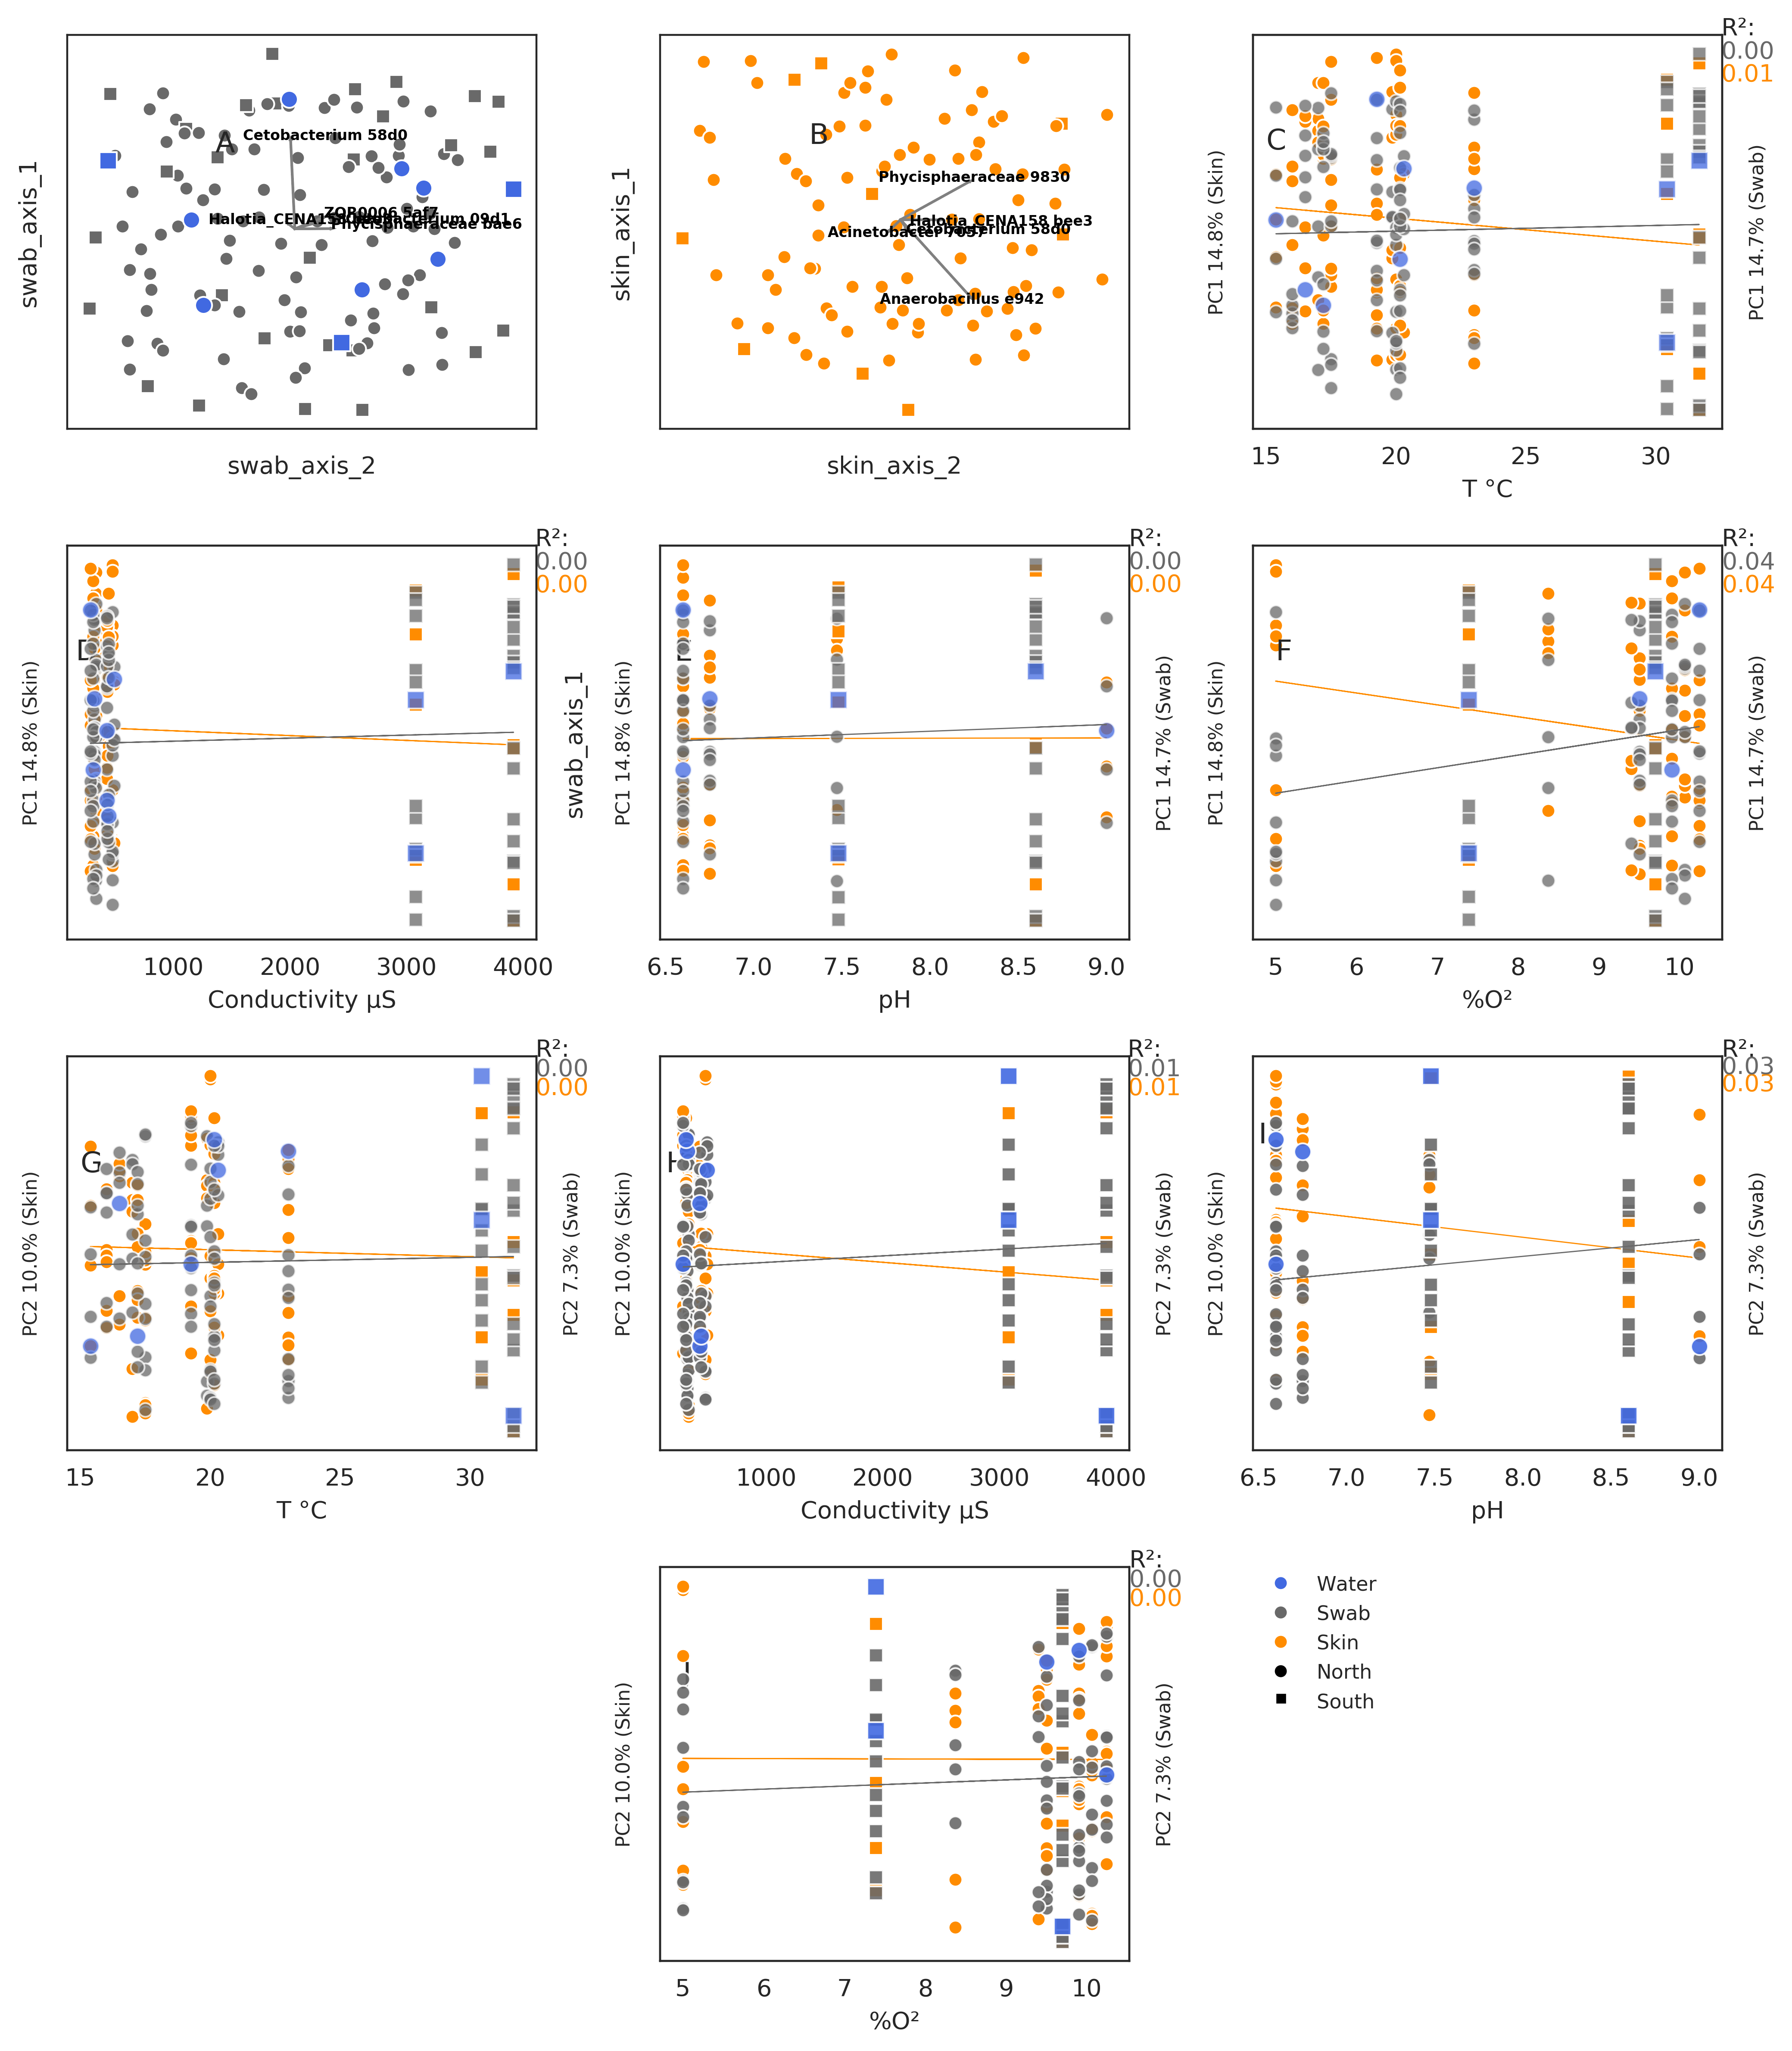 A
Cetobacterium 58d0
ZOR0006 5af7
Phycisphaeraceae bae6
swab_axis_1
swab_axis_2
B
Phycisphaeraceae 9830
Halotia_CENA158 bee3
Cetobacterium 58d0
Acinetobacter 7057
Anaerobacillus e942
skin_axis_1
skin_axis_2
R²:
0.00
0.01
C
PC1 14.8% (Skin)
PC1 14.7% (Swab)
15 20 25 30
T °C
R²:
0.00
0.00
D
PC1 14.8% (Skin)
swab_axis_1
1000 2000 3000 4000
Conductivity µS
R²:
0.00
0.00
E
PC1 14.8% (Skin)
PC1 14.7% (Swab)
6.5 7.0 7.5 8.0 8.5 9.0
pH
R²:
0.04
0.04
F
PC1 14.8% (Skin)
PC1 14.7% (Swab)
5 6 7 8 9 10
%O²
R²:
0.00
0.00
G
PC2 10.0% (Skin)
PC2 7.3% (Swab)
15 20 25 30
T °C
R²:
0.01
0.01
H
PC2 10.0% (Skin)
PC2 7.3% (Swab)
1000 2000 3000 4000
Conductivity µS
R²:
0.03
0.03
I
PC2 10.0% (Skin)
PC2 7.3% (Swab)
6.5 7.0 7.5 8.0 8.5 9.0
pH
R²:
0.00
0.00
PC2 10.0% (Skin)
PC2 7.3% (Swab)
5 6 7 8 9 10
%O²
Water
Swab
Skin
North
South